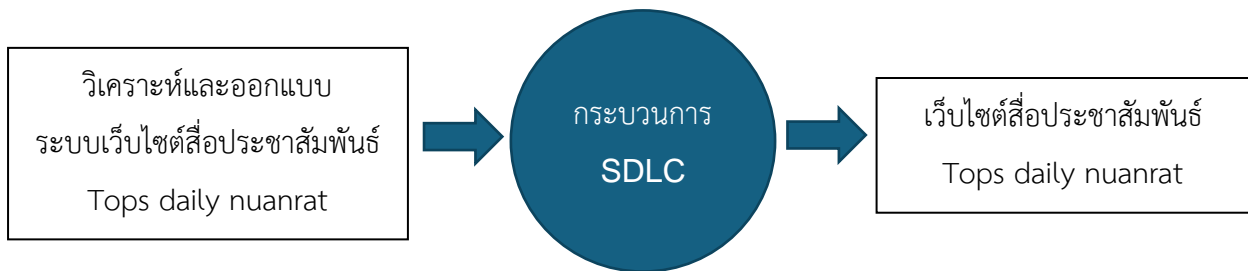 วิเคราะห์และออกแบบ
ระบบเว็บไซต์สื่อประชาสัมพันธ์
Tops daily nuanrat
กระบวนการ
SDLC
เว็บไซต์สื่อประชาสัมพันธ์
Tops daily nuanrat